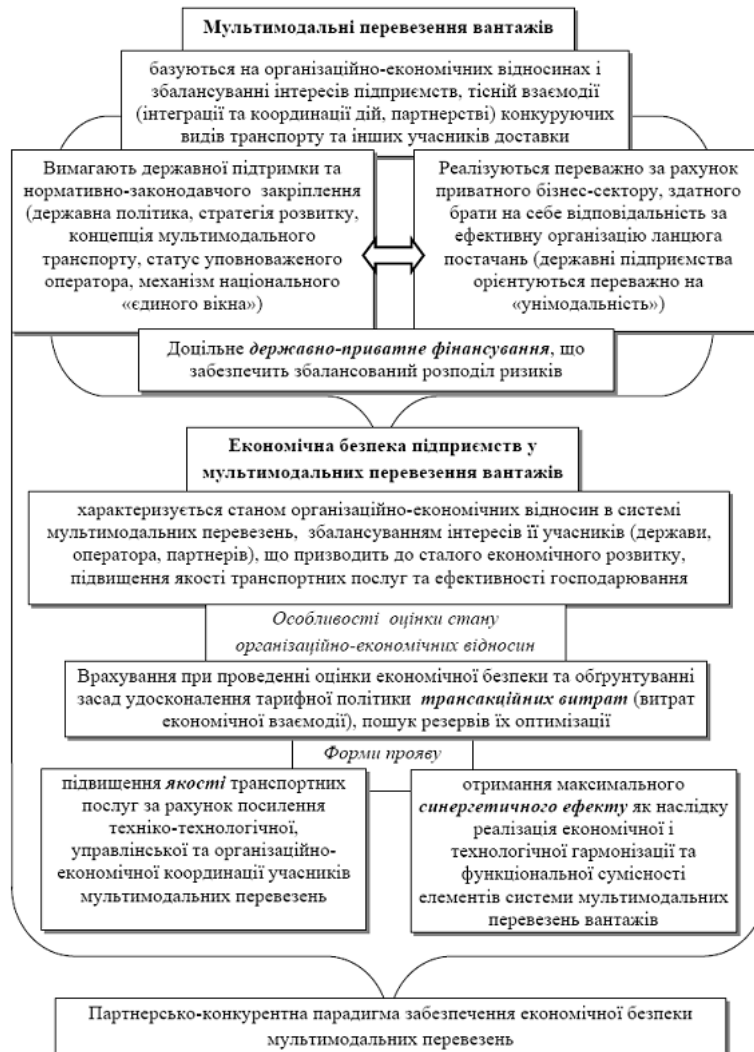 Мультимодальні перевезення вантажів
базуються на організаційно-економічних відносинах і
збалансуванні інтересів підприємств, тісній взаємодії
(інтеграції та координації дій, партнерстві) конкуруючих
видів транспорту та інших учасників доставки
Вимагають державної підтримки та
нормативно-законодавчого закріплення
(державна політика, стратегія розвитку,
концепція мультимодального
транспорту, статус уповноваженого
оператора, механізм національного
«єдиного вікна»)
Реалізуються переважно за рахунок
приватного бізнес-сектору, здатного
брати на себе відповідальність за
ефективну організацію ланцюга
постачань (державні підприємства
орієнтуються переважно на
«унімодальність»)
Доцільне державно-приватне фінансування, що
забезпечить збалансований розподіл ризиків
Економічна безпека підприємств у
мультимодальних перевезення вантажів
характеризується станом організаційно-економічних відносин в системі
мультимодальних перевезень, збалансуванням інтересів її учасників (держави,
оператора, партнерів), що призводить до сталого економічного розвитку,
підвищення якості транспортних послуг та ефективності господарювання
Особливості оцінки стану
організаційно-економічних відносин
Врахування при проведенні оцінки економічної безпеки та обґрунтуванні
засад удосконалення тарифної політики трансакційних витрат (витрат
економічної взаємодії), пошук резервів їх оптимізації
Форми прояву
підвищення якості транспортних
послуг за рахунок посилення
техніко-технологічної,
управлінської та організаційно-
економічної координації учасників
мультимодальних перевезень
отримання максимального
синергетичного ефекту як наслідку
реалізація економічної і
технологічної гармонізації та
функціональної сумісності
елементів системи мультимодальних
перевезень вантажів
Партнерсько-конкурентна парадигма забезпечення економічної безпеки
мультимодальних перевезень